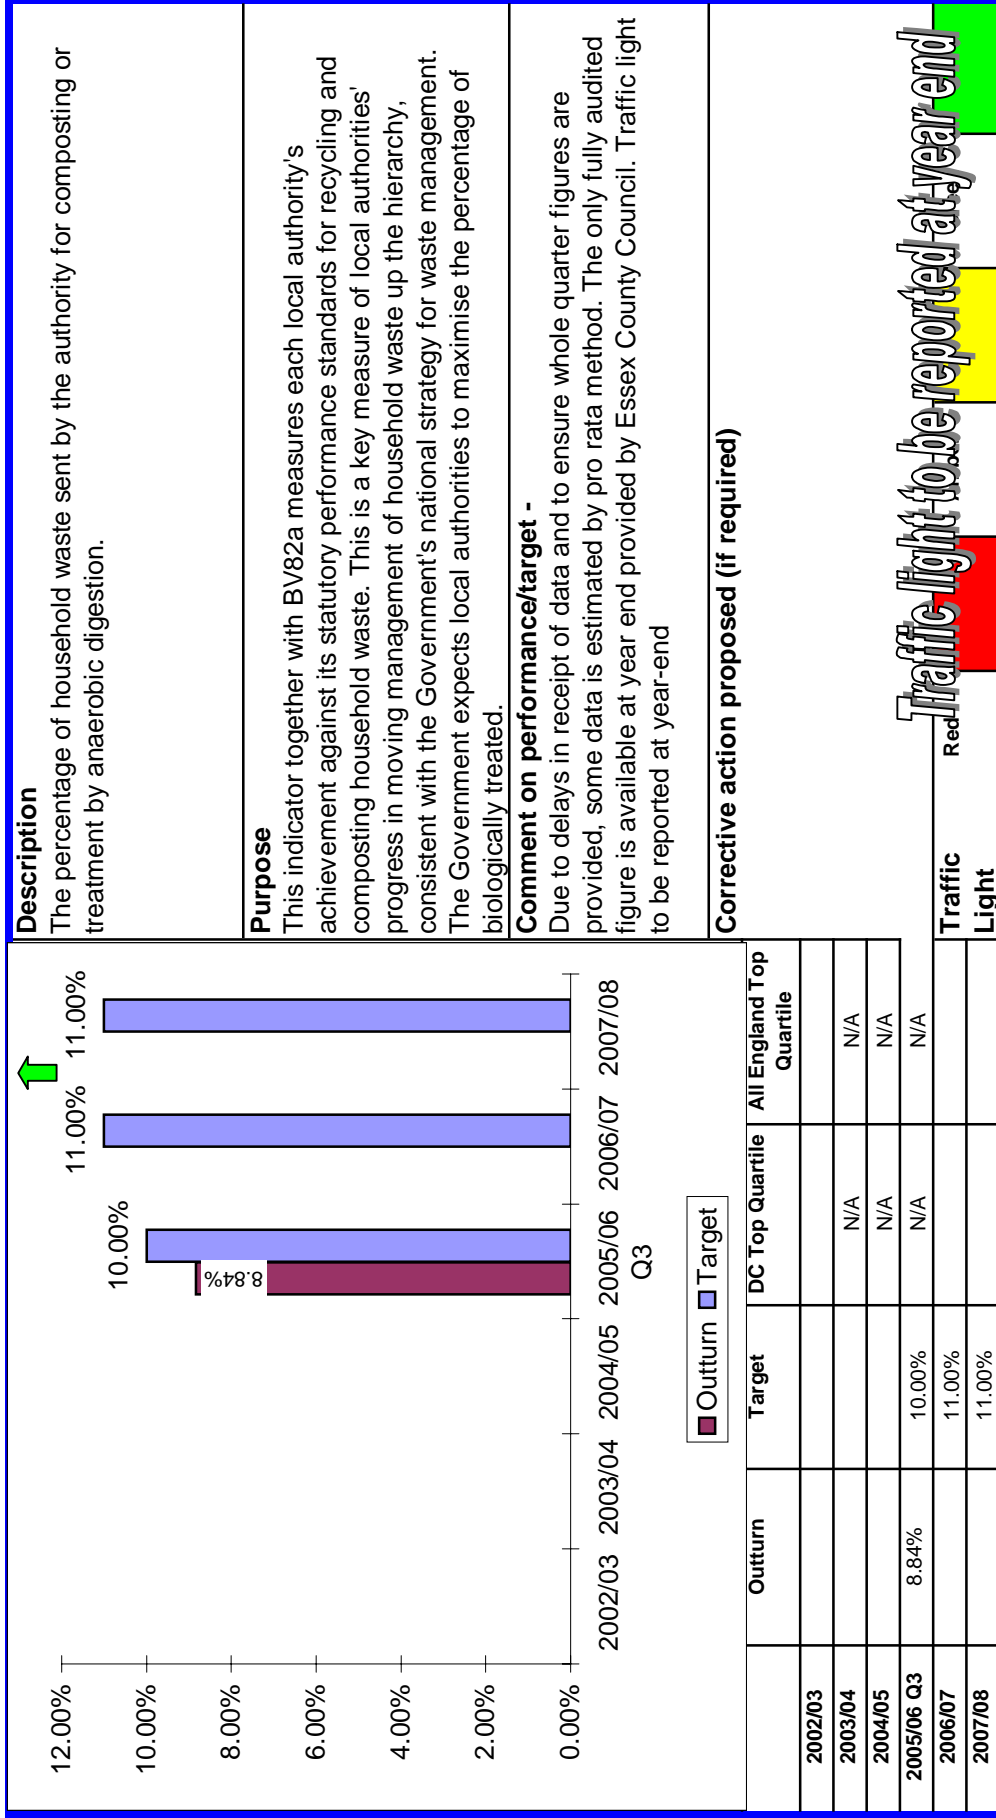 12.00%
10.00%
8.00%
6.00%
4.00%
2.00%
0.00%
8.84%
10.00%
11.00%
11.00%
2002/03 2003/04 2004/05 2005/06 2006/07 2007/08
Q3
Outturn Target
Outturn Target DC Top Quartile All England Top
Quartile
2002/03
2003/04 N/A N/A
2004/05 N/A N/A
2005/06 Q3 8.84% 10.00% N/A N/A
2006/07 11.00%
2007/08 11.00%
Description
The percentage of household waste sent by the authority for composting or
treatment by anaerobic digestion.
Purpose
This indicator together with BV82a measures each local authority's
achievement against its statutory performance standards for recycling and
composting household waste. This is a key measure of local authorities'
progress in moving management of household waste up the hierarchy,
consistent with the Government's national strategy for waste management.
The Government expects local authorities to maximise the percentage of
biologically treated.
Comment on performance/target -
Due to delays in receipt of data and to ensure whole quarter figures are
provided, some data is estimated by pro rata method. The only fully audited
figure is available at year end provided by Essex County Council. Traffic light
to be reported at year-end
Corrective action proposed (if required)
Traffic
Light
Red
Traffic light to be reported at year end